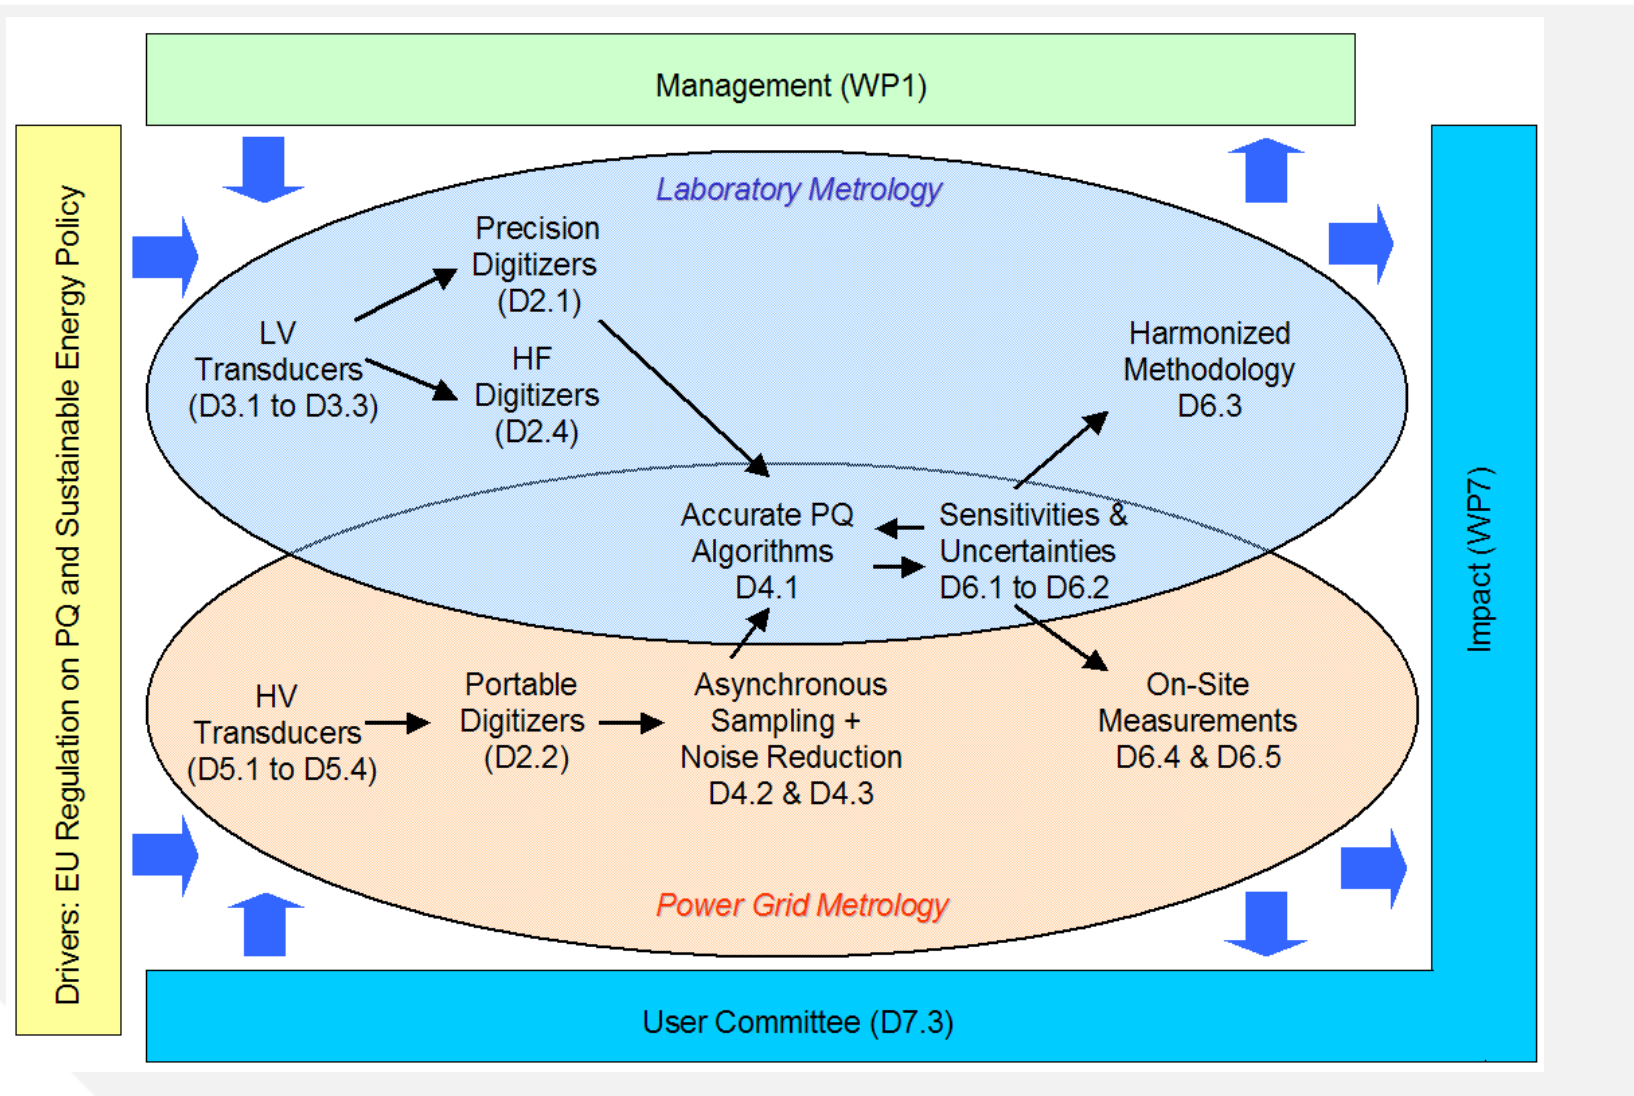 Management (WP1)
Drivers: EU Regulation on PQ and Sustainable Energy Policy
Laboratory Metrology
Precision
Digitizers
(D2.1)
LV
Transducers
(D3.1 to D3.3)
HF
Digitizers
(D2.4)
Harmonized
Methodology
D6.3
Accurate PQ
Algorithms
D4.1
Sensitivities &
Uncertainties
D6.1 to D6.2
HV
Transducers
(D5.1 to D5.4)
Portable
Digitizers
(D2.2)
Asynchronous
Sampling +
Noise Reduction
D4.2 & D4.3
On-Site
Measurements
D6.4 & D6.5
Power Grid Metrology
Impact (WP7)
User Committee (D7.3)